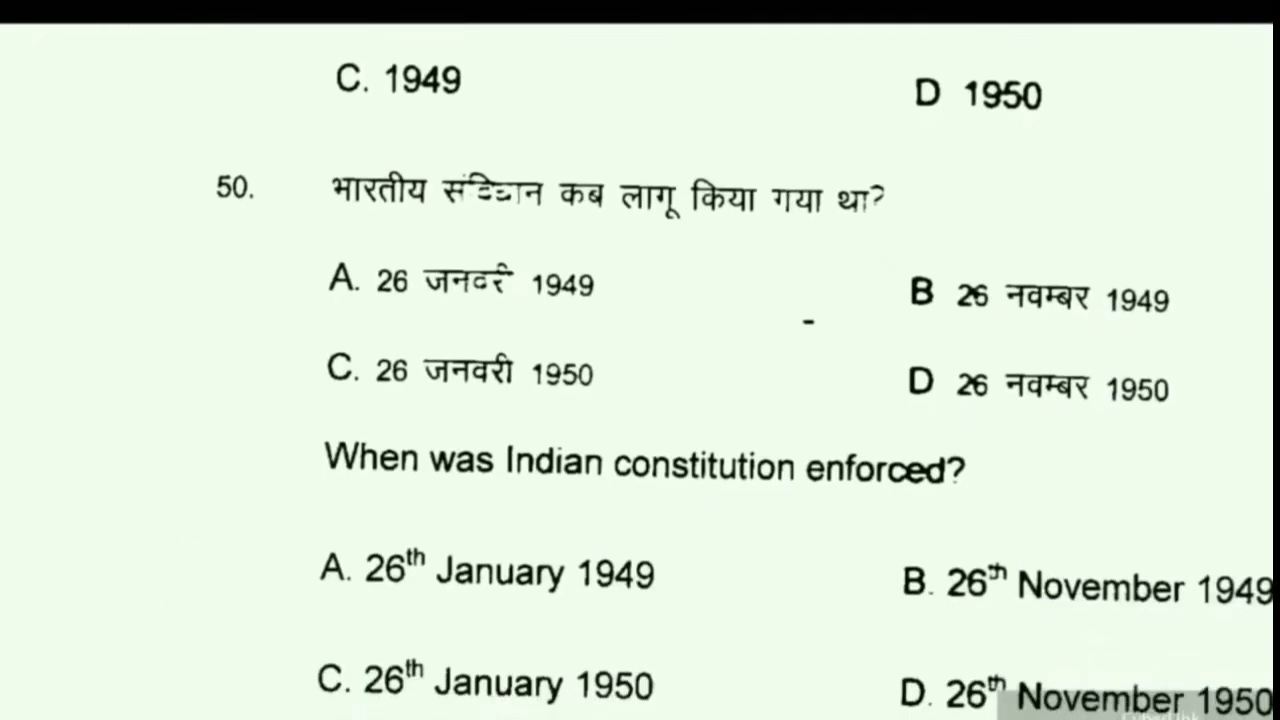 C. 1949 D 1950
50. भारतीय संविधान कब लागू किया गया था?
A. 26 जनवरी 1949 B 26 नवम्बर 1949
C. 26 जनवरी 1950 D 26 नवम्बर 1950
When was Indian constitution enforced?
A. 26th January 1949 B. 26th November 1949
C. 26th January 1950 D. 26th November 1950